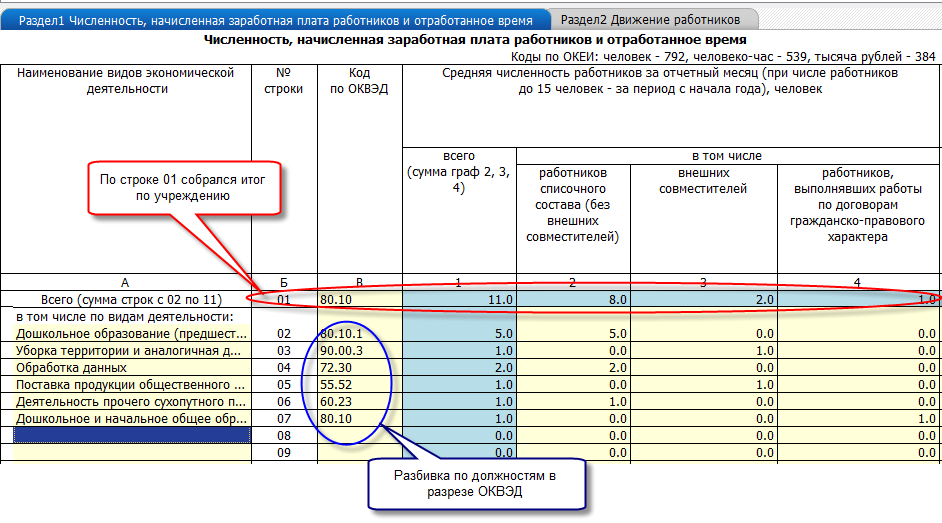 Раздел1 Численность, начисленная заработная плата работников и отработанное время
Раздел2 Движение работников
Численность, начисленная заработная плата работников и отработанное время
Коды по ОКЕИ: человек - 792, человеко-час - 539, тысяча рублей - 384
Наименование видов экономической
деятельности
№
строки
Код
по ОКВЭД
Средняя численность работников за отчетный месяц (при числе работников
до 15 человек - за период с начала года), человек
всего
(сумма граф 2, 3,
4)
в том числе
работников
списочного
состава (без
внешних
совместителей)
внешних
совместителей
работников,
выполнявших работы
по договорам
гражданско-правового
характера
По строке 01 собрался итог
по учреждению
А Б В 1 2 3 4
Всего (сумма строк с 02 по 11) 01 80.10 11.0 8.0 2.0 1.0
в том числе по видам деятельности:
Дошкольное образование (предшест... 02 80.10.1 5.0 5.0 0.0 0.0
Уборка территории и аналогичная д... 03 90.00.3 1.0 0.0 1.0 0.0
Обработка данных 04 72.30 2.0 2.0 0.0 0.0
Поставка продукции общественного ... 05 55.52 1.0 0.0 1.0 0.0
Деятельность прочего сухопутного п... 06 60.23 1.0 1.0 0.0 0.0
Дошкольное и начальное общее обр... 07 80.10 1.0 0.0 0.0 1.0
08 0.0 0.0 0.0 0.0
09 0.0 0.0 0.0 0.0
Разбивка по должностям в
разрезе ОКВЭД